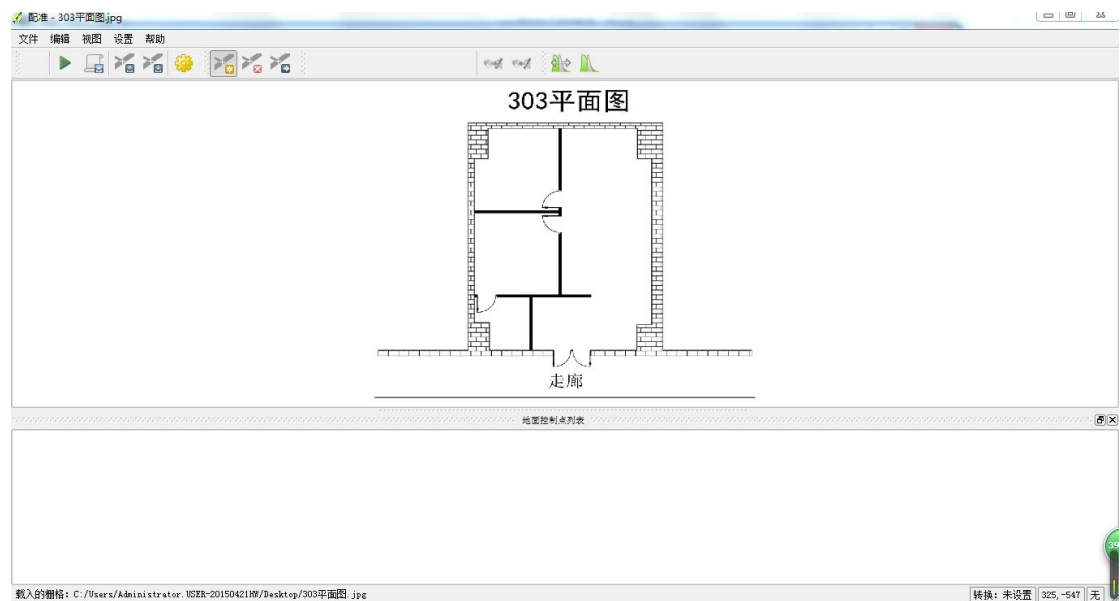 配准 - 303平面图.jpg
文件 编辑 视图 设置 帮助
303平面图
走廊
地面控制点列表
载入的栅格: C:/Users/Administrator.USER-20150421HW/Desktop/303平面图.jpg
转换: 未设置 325,-547 无
39